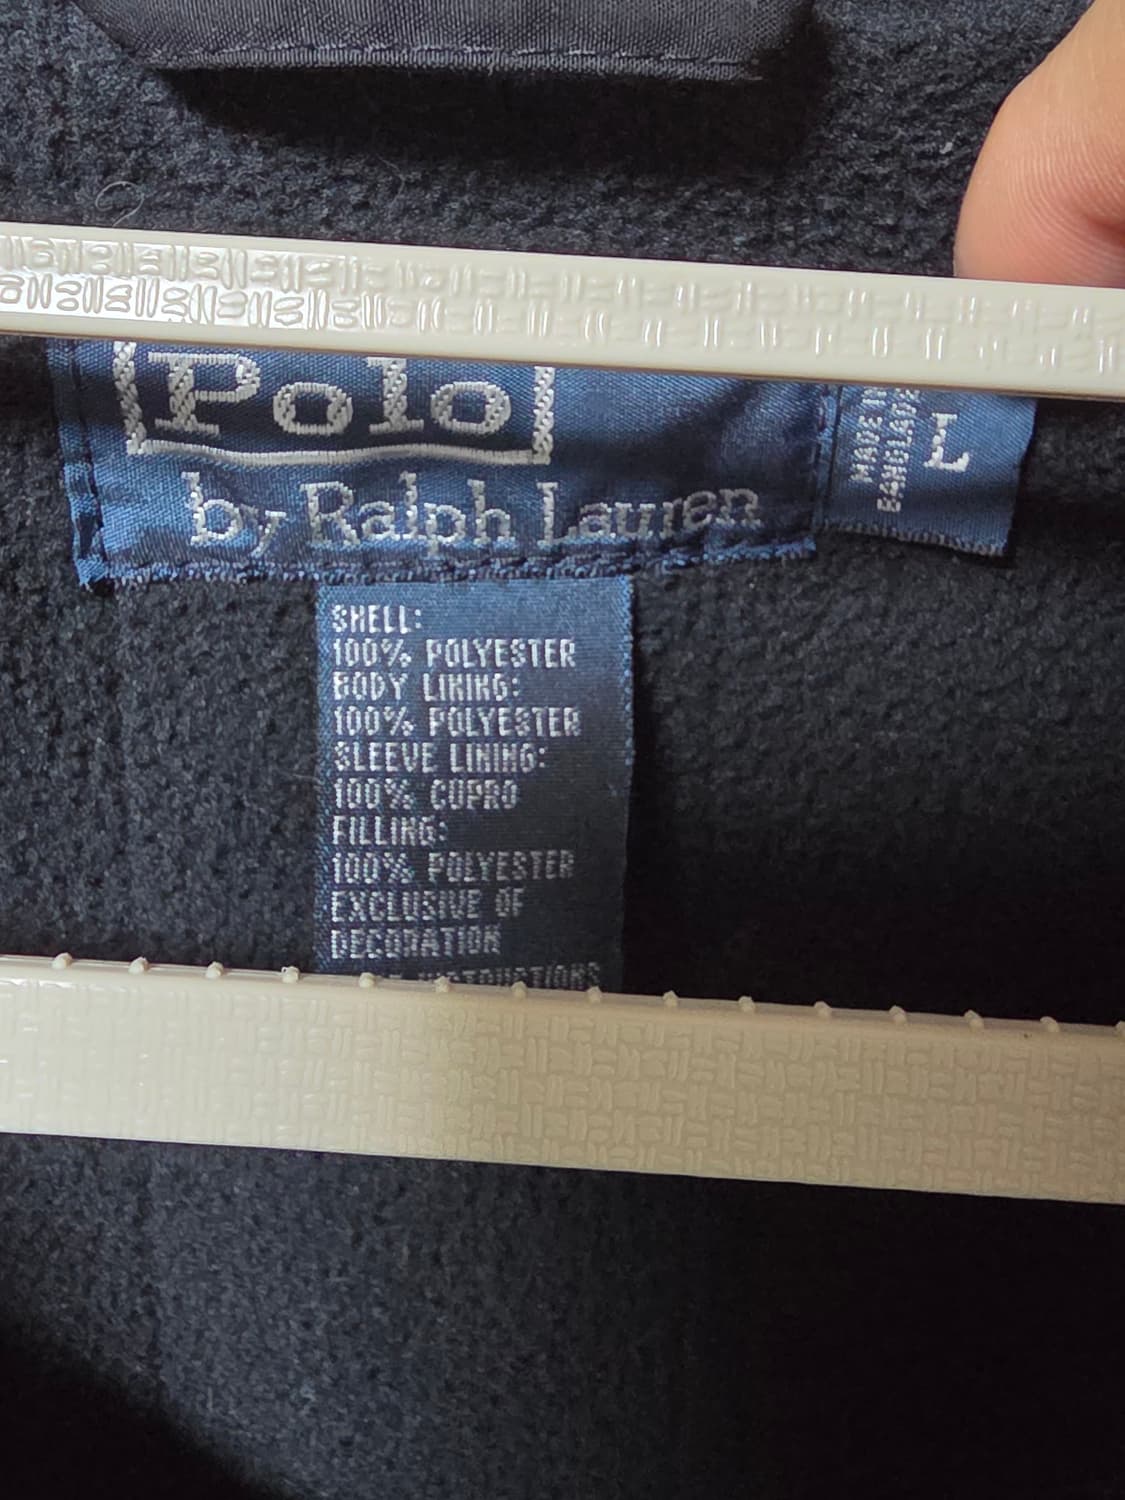 Polo
by Ralph Lauren
MADE IN
BANGLADESH
L
SHELL:
100% POLYESTER
BODY LINING:
100% POLYESTER
SLEEVE LINING:
100% CUPRO
FILLING:
100% POLYESTER
EXCLUSIVE OF
DECORATION
INSTRUCTIONS